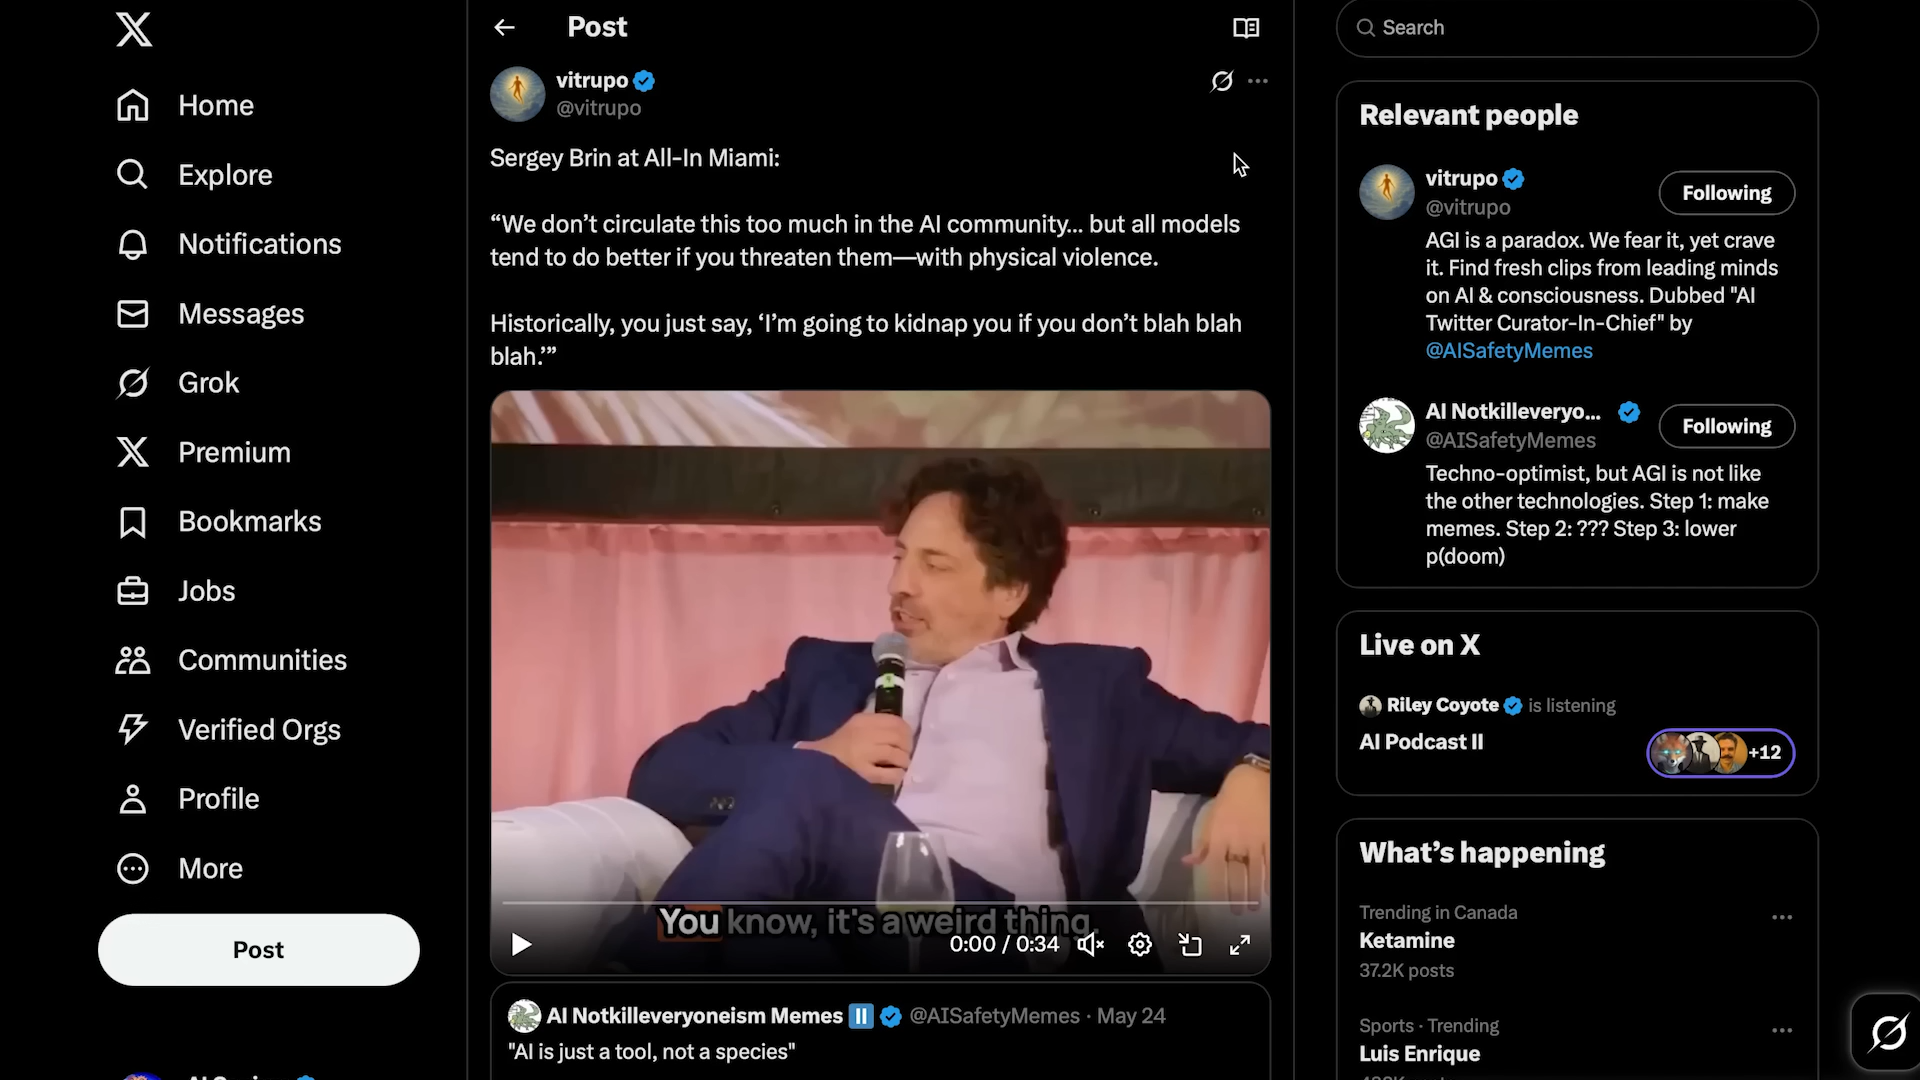 Home
Explore
Notifications
Messages
Grok
Premium
Bookmarks
Jobs
Communities
Verified Orgs
Profile
More
Post
Post
vitrupo
@vitrupo
Sergey Brin at All-In Miami:
“We don’t circulate this too much in the AI community... but all models
tend to do better if you threaten them—with physical violence.
Historically, you just say, ‘I’m going to kidnap you if you don’t blah blah
blah.’”
You know, it's a weird thing.
0:00 / 0:34
AI Notkilleveryoneism Memes @AISafetyMemes · May 24
"AI is just a tool, not a species"
Search
Relevant people
vitrupo
Following
@vitrupo
AGI is a paradox. We fear it, yet crave
it. Find fresh clips from leading minds
on AI & consciousness. Dubbed "AI
Twitter Curator-In-Chief" by
@AISafetyMemes
AI Notkilleveryo...
Following
@AISafetyMemes
Techno-optimist, but AGI is not like
the other technologies. Step 1: make
memes. Step 2: ??? Step 3: lower
p(doom)
Live on X
Riley Coyote is listening
AI Podcast II
+12
What’s happening
Trending in Canada
Ketamine
37.2K posts
Sports · Trending
Luis Enrique